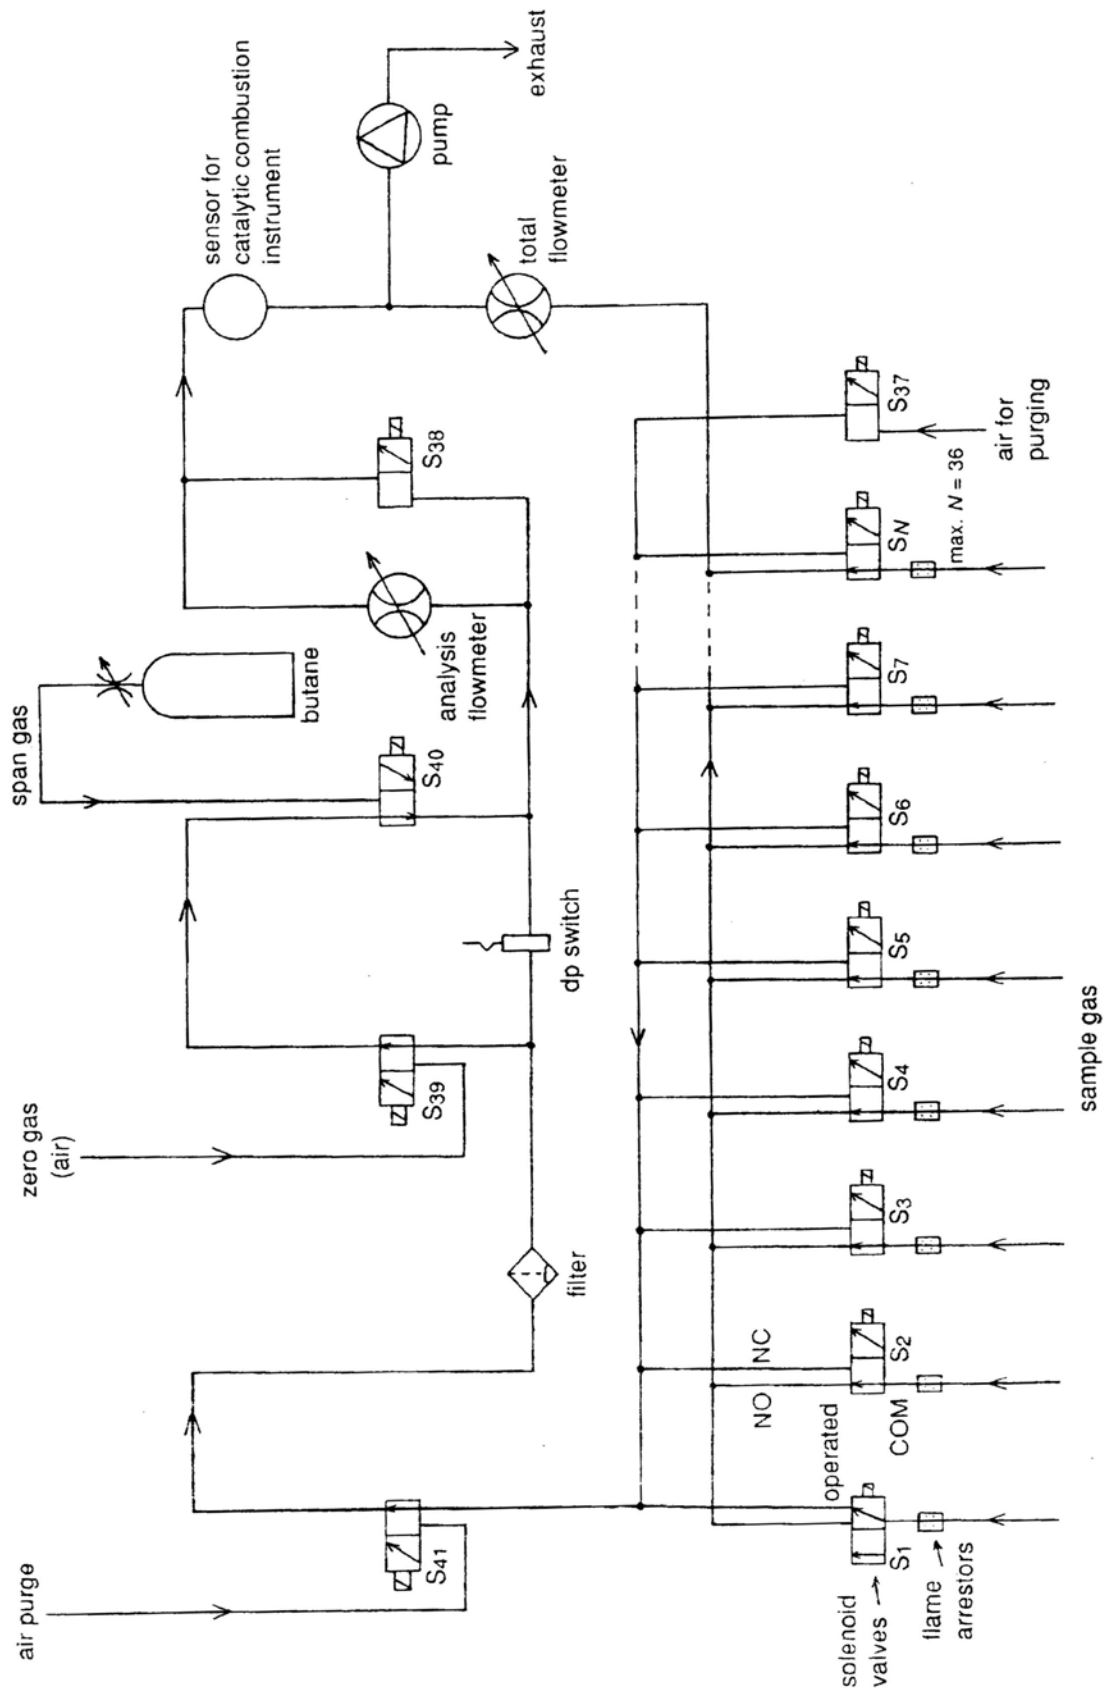 air purge
zero gas
(air)
span gas
butane
S41
S39
S40
S38
filter
dp switch
analysis
flowmeter
sensor for
catalytic combustion
instrument
pump
exhaust
total
flowmeter
NO
NC
operated
COM
S1
S2
S3
S4
S5
S6
S7
SN
S37
max. N = 36
air for
purging
solenoid
valves
flame
arrestors
sample gas